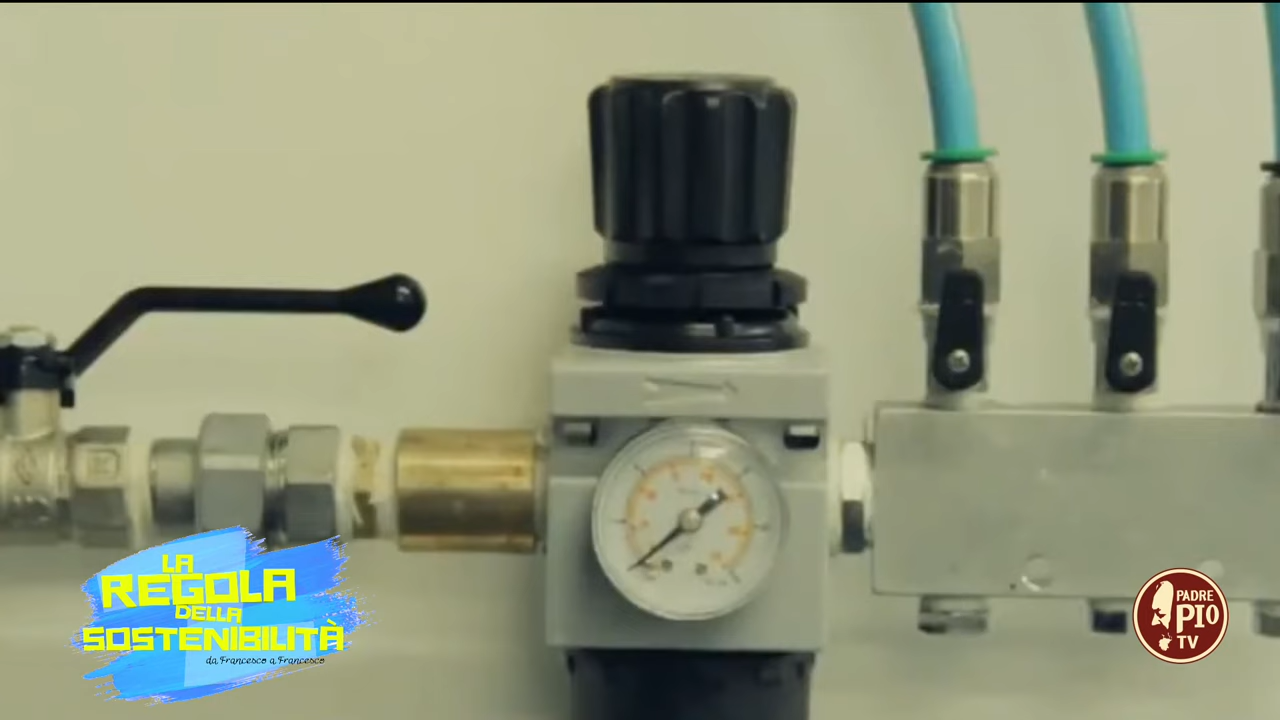 LA
REGOLA
DELLA
SOSTENIBILITÀ
da Francesco a Francesco
PADRE
PIO
TV